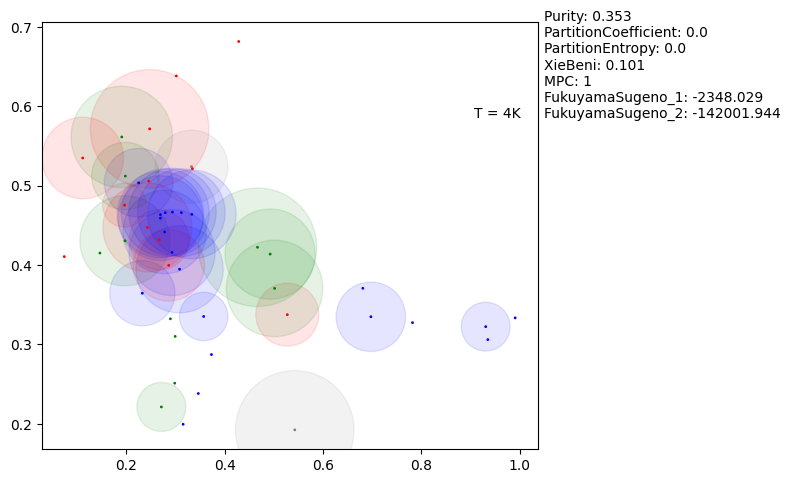 Purity: 0.353
PartitionCoefficient: 0.0
PartitionEntropy: 0.0
XieBeni: 0.101
MPC: 1
FukuyamaSugeno_1: -2348.029
FukuyamaSugeno_2: -142001.944
T = 4K
0.7
0.6
0.5
0.4
0.3
0.2
0.2 0.4 0.6 0.8 1.0